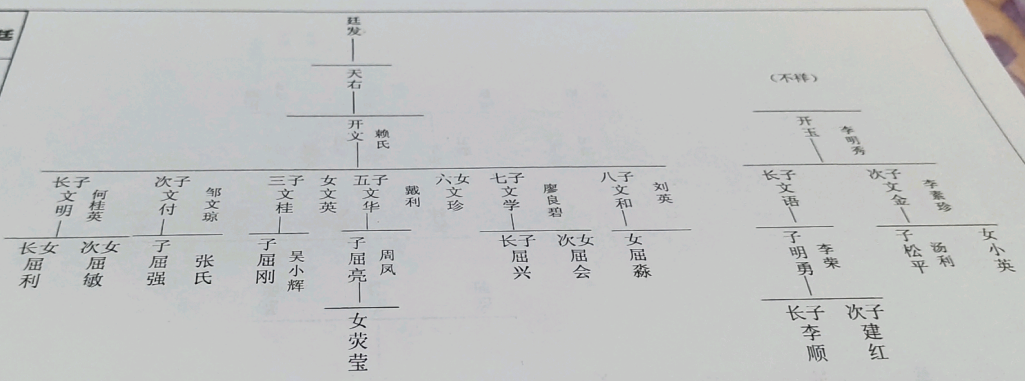 廷发
天右
开文
赖氏
长子文明
何桂英
次子文付
邹文琼
三子文桂
女文英
五子文华
戴利
六女文珍
七子文学
廖良碧
八子文和
刘英
长女屈利
次女屈敏
子屈强
张氏
子屈刚
吴小辉
子屈亮
周凤
长子屈兴
次女屈会
女屈淼
女荧莹
(不样)
开玉
李明秀
长子文语
次子文金
李素珍
子明勇
李荣
子松平
汤利
女小英
长子李顺
次子建红